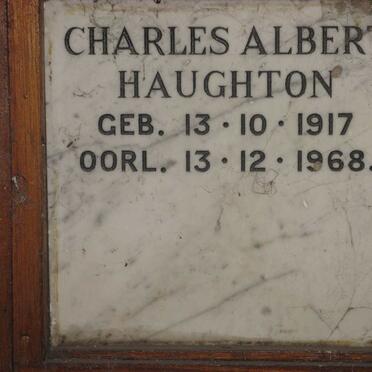 CHARLES ALBERT
HAUGHTON
GEB. 13·10·1917
OORL. 13·12·1968.